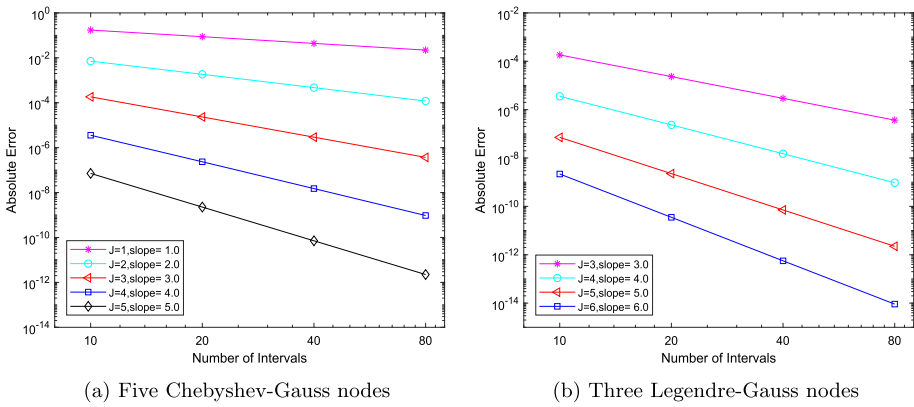 10^0
10^-2
10^-4
10^-6
10^-8
10^-10
10^-12
10^-14
Absolute Error
J=1,slope= 1.0
J=2,slope= 2.0
J=3,slope= 3.0
J=4,slope= 4.0
J=5,slope= 5.0
10 20 40 80
Number of Intervals
(a) Five Chebyshev-Gauss nodes
10^-2
10^-4
10^-6
10^-8
10^-10
10^-12
10^-14
Absolute Error
J=3,slope= 3.0
J=4,slope= 4.0
J=5,slope= 5.0
J=6,slope= 6.0
10 20 40 80
Number of Intervals
(b) Three Legendre-Gauss nodes